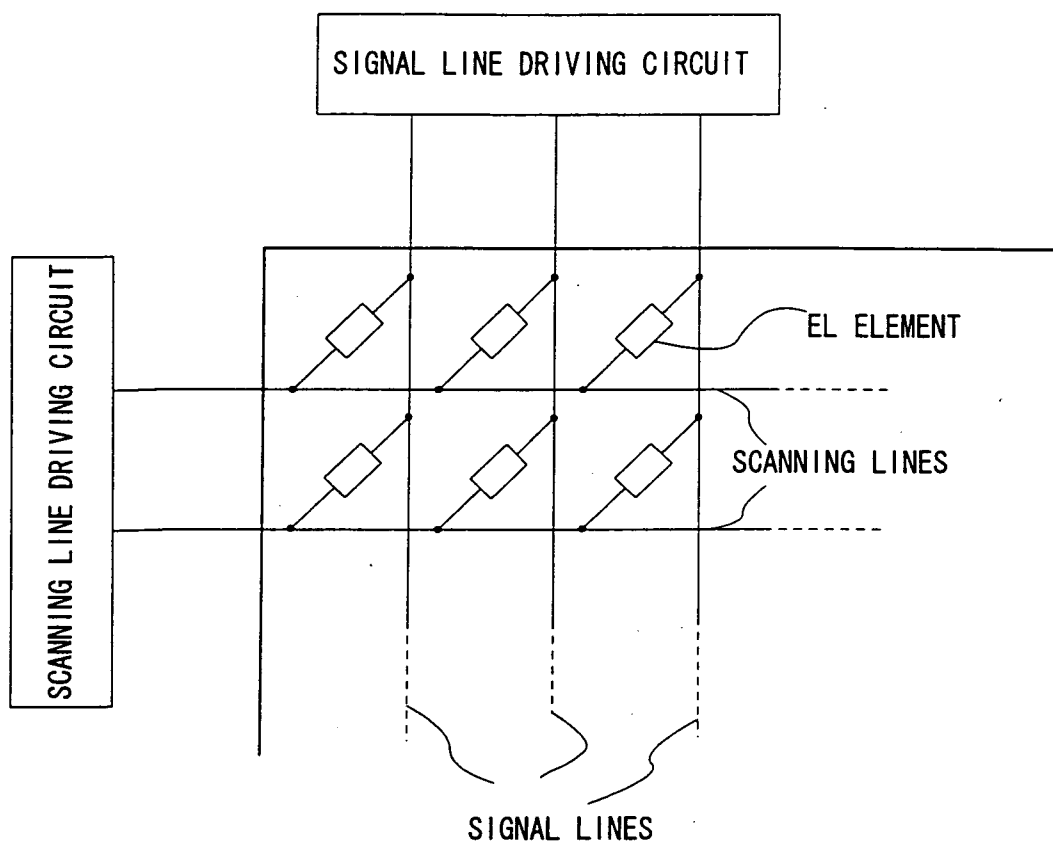 SIGNAL LINE DRIVING CIRCUIT
SCANNING LINE DRIVING CIRCUIT
EL ELEMENT
SCANNING LINES
SIGNAL LINES